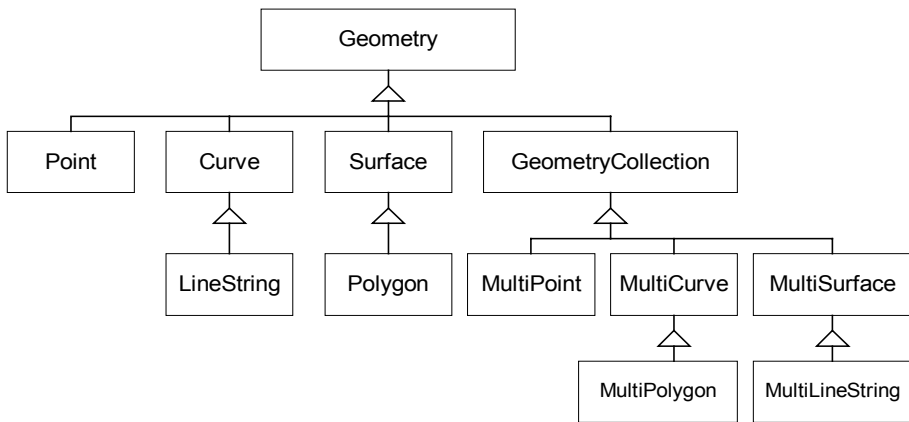 Geometry
Point
Curve
Surface
GeometryCollection
LineString
Polygon
MultiPoint
MultiCurve
MultiSurface
MultiPolygon
MultiLineString